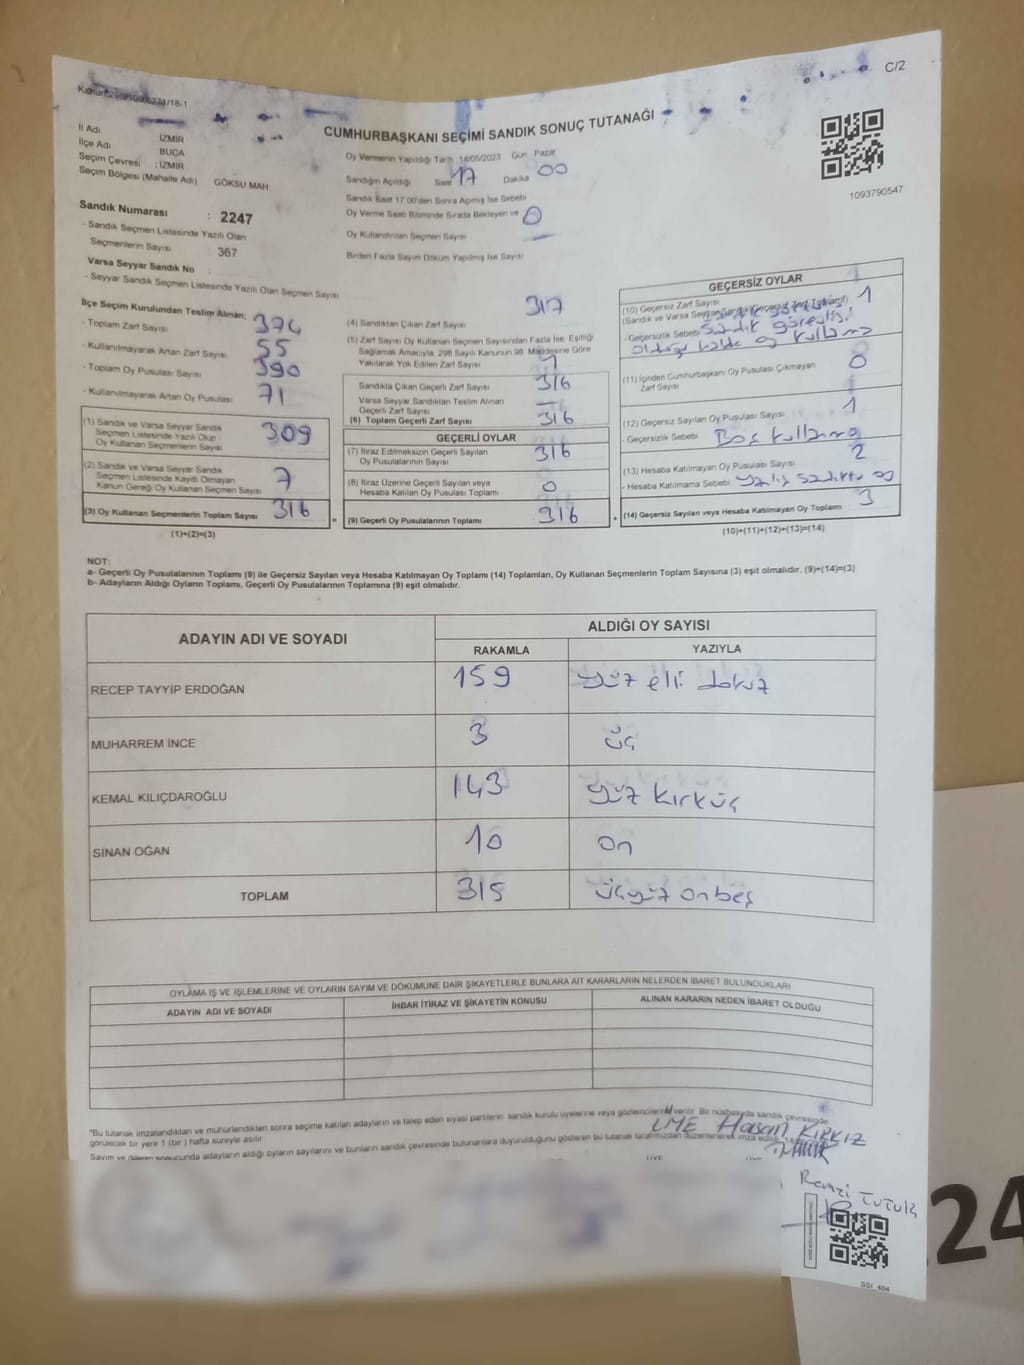 C/2
CUMHURBAŞKANI SEÇİMİ SANDIK SONUÇ TUTANAĞI
1093790547
İl Adı İZMİR
İlçe Adı BUCA
Seçim Çevresi : İZMİR
Seçim Bölgesi (Mahalle Adı) GÖKSU MAH
Oy Vermenin Yapıldığı Tarih 14/05/2023 Gün Pazar
Sandığın Açıldığı Saat 17 Dakika 00
Sandık Saat 17:00'den Sonra Açılmış İse Sebebi
Oy Verme Saati Bitiminde Sırada Bekleyen ve 0
Oy Kullandırılan Seçmen Sayısı
Birden Fazla Sayım Döküm Yapılmış İse Sayısı
Sandık Numarası : 2247
- Sandık Seçmen Listesinde Yazılı Olan
Seçmenlerin Sayısı : 367
Varsa Seyyar Sandık No
- Seyyar Sandık Seçmen Listesinde Yazılı Olan Seçmen Sayısı
İlçe Seçim Kurulundan Teslim Alınan;
- Toplam Zarf Sayısı 374
- Kullanılmayarak Artan Zarf Sayısı 55
- Toplam Oy Pusulası Sayısı 390
- Kullanılmayarak Artan Oy Pusulası 71
(1) Sandık ve Varsa Seyyar Sandık
Seçmen Listesinde Yazılı Olup
Oy Kullanan Seçmenlerin Sayısı 309
(2) Sandık ve Varsa Seyyar Sandık
Seçmen Listesinde Kaydı Olmayan
Kanun Gereği Oy Kullanan Seçmen Sayısı 7
(3) Oy Kullanan Seçmenlerin Toplam Sayısı 316
(1)+(2)=(3)
(4) Sandıktan Çıkan Zarf Sayısı 317
(5) Zarf Sayısı Oy Kullanan Seçmen Sayısından Fazla İse, Eşitliği
Sağlamak Amacıyla, 298 Sayılı Kanunun 98. Maddesine Göre
Yakılarak Yok Edilen Zarf Sayısı
Sandıkta Çıkan Geçerli Zarf Sayısı 316
Varsa Seyyar Sandıktan Teslim Alınan
Geçerli Zarf Sayısı
(6) Toplam Geçerli Zarf Sayısı 316
GEÇERLİ OYLAR
(7) İtiraz Edilmeksizin Geçerli Sayılan
Oy Pusulalarının Sayısı 316
(8) İtiraz Üzerine Geçerli Sayılan veya
Hesaba Katılan Oy Pusulası Toplamı 0
(9) Geçerli Oy Pusulalarının Toplamı 316
GEÇERSİZ OYLAR
(10) Geçersiz Zarf Sayısı 1
(Sandık ve Varsa Seyyar Sandık Geçersiz Zarf Toplamı)
- Geçersizlik Sebebi Sandık görevlisi
olduğu halde oy kullanma
(11) İçinden Cumhurbaşkanı Oy Pusulası Çıkmayan
Zarf Sayısı 0
(12) Geçersiz Sayılan Oy Pusulası Sayısı 1
- Geçersizlik Sebebi Boş kullanma
(13) Hesaba Katılmayan Oy Pusulası Sayısı 2
- Hesaba Katılmama Sebebi yanlış sandıkta oy
(14) Geçersiz Sayılan veya Hesaba Katılmayan Oy Toplamı 3
(10)+(11)+(12)+(13)=(14)
NOT:
a- Geçerli Oy Pusulalarının Toplamı (9) ile Geçersiz Sayılan veya Hesaba Katılmayan Oy Toplamı (14) Toplamları, Oy Kullanan Seçmenlerin Toplam Sayısına (3) eşit olmalıdır. (9)+(14)=(3)
b- Adayların Aldığı Oyların Toplamı, Geçerli Oy Pusulalarının Toplamına (9) eşit olmalıdır.
ADAYIN ADI VE SOYADI ALDIĞI OY SAYISI
RAKAMLA YAZIYLA
RECEP TAYYİP ERDOĞAN 159 yüz elli dokuz
MUHARREM İNCE 3 üç
KEMAL KILIÇDAROĞLU 143 yüz kırküç
SİNAN OĞAN 10 on
TOPLAM 315 üçyüz onbeş
OYLAMA İŞ VE İŞLEMLERİNE VE OYLARIN SAYIM VE DÖKÜMÜNE DAİR ŞİKAYETLERLE BUNLARA AİT KARARLARIN NELERDEN İBARET BULUNDUKLARI
ADAYIN ADI VE SOYADI İHBAR İTİRAZ VE ŞİKAYETİN KONUSU ALINAN KARARIN NEDEN İBARET OLDUĞU
"Bu tutanak imzalandıktan ve mühürlendikten sonra seçime katılan adayların ve talep eden siyasi partilerin sandık kurulu üyelerine veya gözlemcilerine verilir. Bir nüshası da sandık çevresinde
görülecek bir yere 1 (bir) hafta süreyle asılır
Hasan KIRKIZ
Sayım ve döküm sonucunda adayların aldığı oyların sayılarını ve bunların sandık çevresinde bulunanlara duyurulduğunu gösteren bu tutanak tarafımızdan düzenlenerek imza edildi.
Remzi TUTUK
24